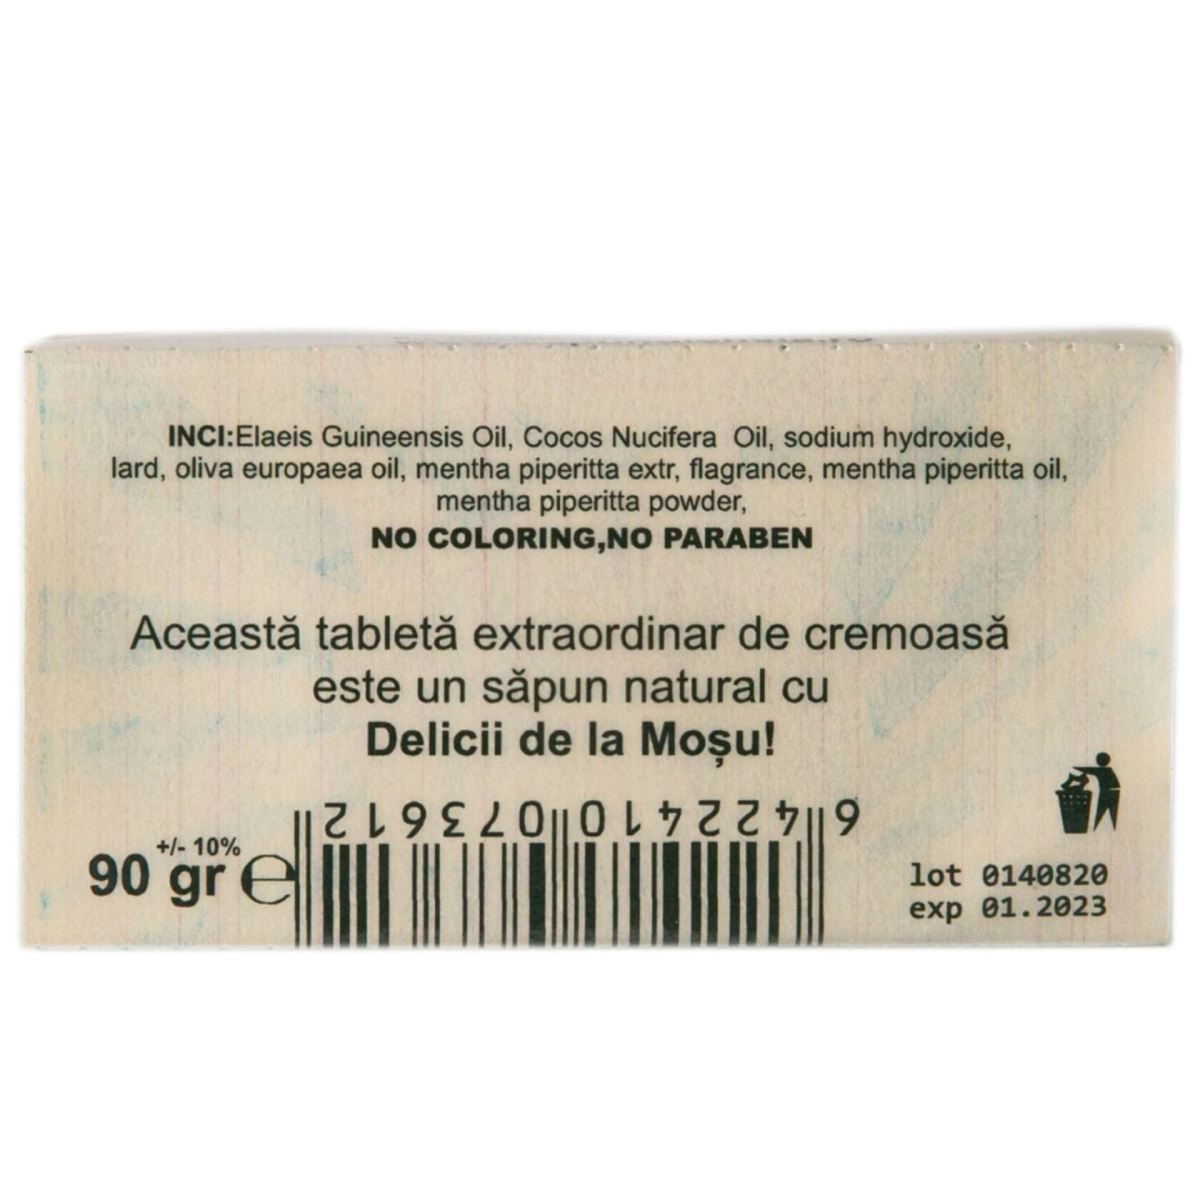 INCI:Elaeis Guineensis Oil, Cocos Nucifera Oil, sodium hydroxide,
lard, oliva europaea oil, mentha piperitta extr, flagrance, mentha piperitta oil,
mentha piperitta powder,
NO COLORING,NO PARABEN
Această tabletă extraordinar de cremoasă
este un săpun natural cu
Delicii de la Moșu!
+/- 10%
90 gr ℮
6 422410 073612
lot 0140820
exp 01.2023